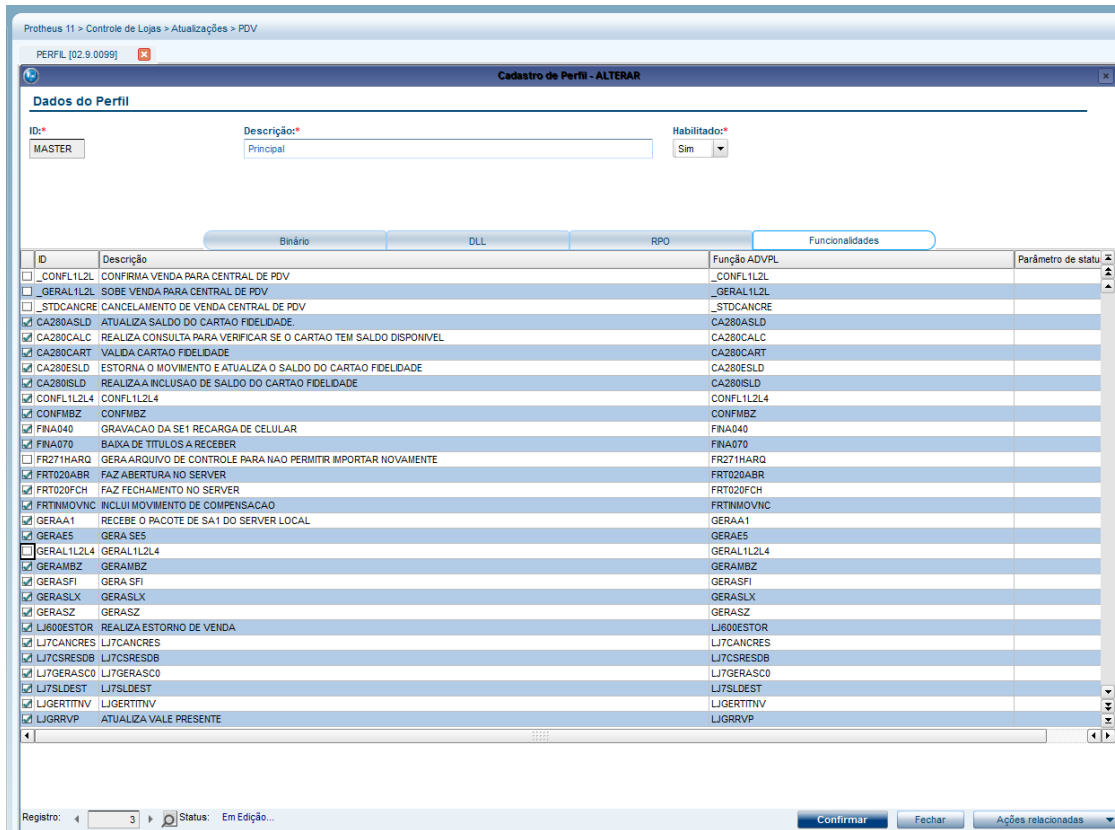 Protheus 11 > Controle de Lojas > Atualizações > PDV
PERFIL [02.9.0099]
Cadastro de Perfil - ALTERAR
Dados do Perfil
ID:* Descrição:* Habilitado:*
MASTER Principal Sim
Binário DLL RPO Funcionalidades
ID Descrição Função ADVPL Parâmetro de statu
_CONFL1L2L CONFIRMA VENDA PARA CENTRAL DE PDV _CONFL1L2L
_GERAL1L2L SOBE VENDA PARA CENTRAL DE PDV _GERAL1L2L
_STDCANCRE CANCELAMENTO DE VENDA CENTRAL DE PDV _STDCANCRE
CA280ASLD ATUALIZA SALDO DO CARTAO FIDELIDADE. CA280ASLD
CA280CALC REALIZA CONSULTA PARA VERIFICAR SE O CARTAO TEM SALDO DISPONIVEL CA280CALC
CA280CART VALIDA CARTAO FIDELIDADE CA280CART
CA280ESLD ESTORNA O MOVIMENTO E ATUALIZA O SALDO DO CARTAO FIDELIDADE CA280ESLD
CA280ISLD REALIZA A INCLUSAO DE SALDO DO CARTAO FIDELIDADE CA280ISLD
CONFL1L2L4 CONFL1L2L4 CONFL1L2L4
CONFMBZ CONFMBZ CONFMBZ
FINA040 GRAVACAO DA SE1 RECARGA DE CELULAR FINA040
FINA070 BAIXA DE TITULOS A RECEBER FINA070
FR271HARQ GERA ARQUIVO DE CONTROLE PARA NAO PERMITIR IMPORTAR NOVAMENTE FR271HARQ
FRT020ABR FAZ ABERTURA NO SERVER FRT020ABR
FRT020FCH FAZ FECHAMENTO NO SERVER FRT020FCH
FRTINMOVNC INCLUI MOVIMENTO DE COMPENSACAO FRTINMOVNC
GERAA1 RECEBE O PACOTE DE SA1 DO SERVER LOCAL GERAA1
GERAE5 GERA SE5 GERAE5
GERAL1L2L4 GERAL1L2L4 GERAL1L2L4
GERAMBZ GERAMBZ GERAMBZ
GERASFI GERA SFI GERASFI
GERASLX GERASLX GERASLX
GERASZ GERASZ GERASZ
LJ600ESTOR REALIZA ESTORNO DE VENDA LJ600ESTOR
LJ7CANCRES LJ7CANCRES LJ7CANCRES
LJ7CSRESDB LJ7CSRESDB LJ7CSRESDB
LJ7GERASC0 LJ7GERASC0 LJ7GERASC0
LJ7SLDEST LJ7SLDEST LJ7SLDEST
LJGERTITNV LJGERTITNV LJGERTITNV
LJGRRVP ATUALIZA VALE PRESENTE LJGRRVP
Registro: 3 Status: Em Edição... Confirmar Fechar Ações relacionadas